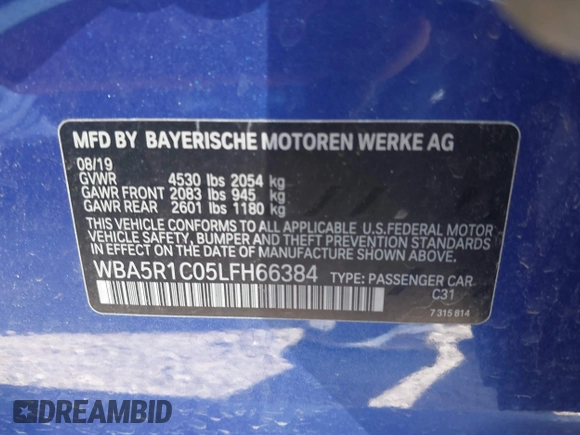 MFD BY BAYERISCHE MOTOREN WERKE AG
08/19
GVWR 4530 lbs 2054 kg
GAWR FRONT 2083 lbs 945 kg
GAWR REAR 2601 lbs 1180 kg
THIS VEHICLE CONFORMS TO ALL APPLICABLE U.S.FEDERAL MOTOR
VEHICLE SAFETY, BUMPER, AND THEFT PREVENTION STANDARDS
IN EFFECT ON THE DATE OF MANUFACTURE SHOWN ABOVE.
WBA5R1C05LFH66384 TYPE: PASSENGER CAR
C31
7 315 814
DREAMBID